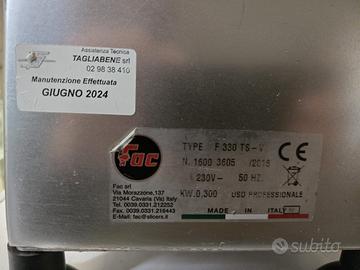 Assistenza Tecnica
TAGLIABENE srl
02 98 38 410
Manutenzione Effettuata
GIUGNO 2024
Fac
TYPE F 330 TS - V
N. 1600 3605 /2016
230V~ 50 HZ.
KW.0,300 USO PROFESSIONALE
CE
Fac srl
Via Morazzone,137
21044 Cavaria (VA) Italy
Tel. 0039.0331.212252
Fax. 0039.0331.216443
E-Mail: fac@slicers.it
MADE IN ITALY
subito